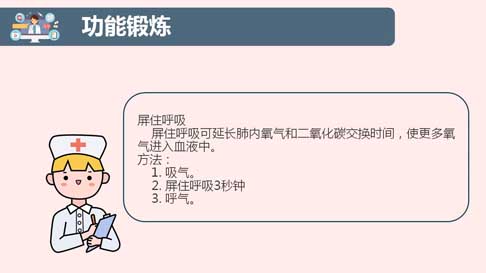 功能锻炼
屏住呼吸
屏住呼吸可延长肺内氧气和二氧化碳交换时间，使更多氧
气进入血液中。
方法：
1. 吸气。
2. 屏住呼吸3秒钟
3. 呼气。